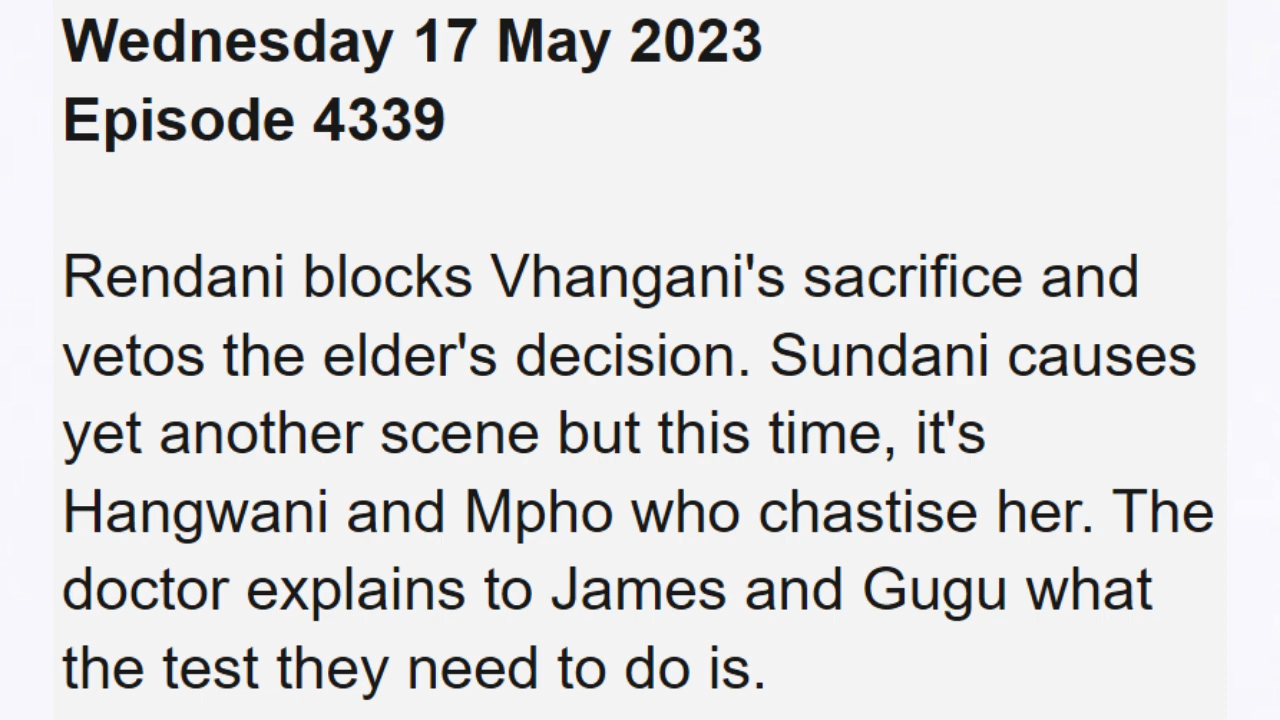 Wednesday 17 May 2023
Episode 4339
Rendani blocks Vhangani's sacrifice and
vetos the elder's decision. Sundani causes
yet another scene but this time, it's
Hangwani and Mpho who chastise her. The
doctor explains to James and Gugu what
the test they need to do is.